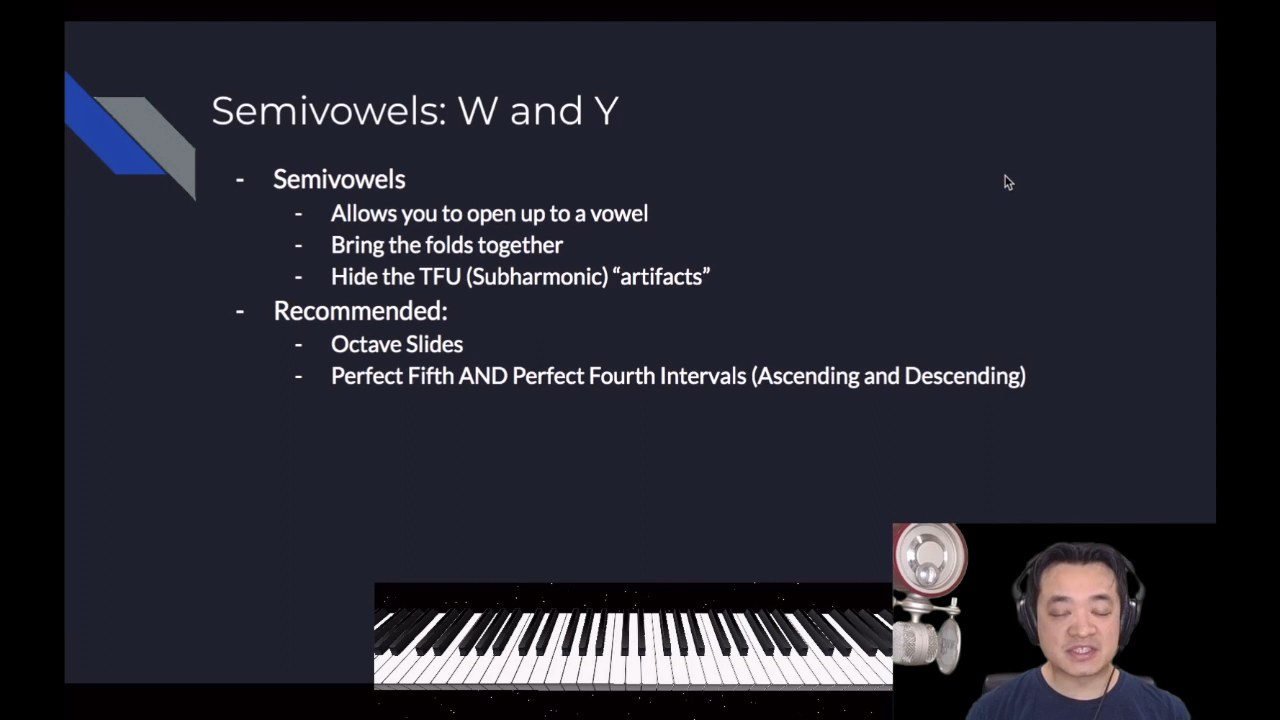 Semivowels: W and Y
- Semivowels
- Allows you to open up to a vowel
- Bring the folds together
- Hide the TFU (Subharmonic) “artifacts”
- Recommended:
- Octave Slides
- Perfect Fifth AND Perfect Fourth Intervals (Ascending and Descending)